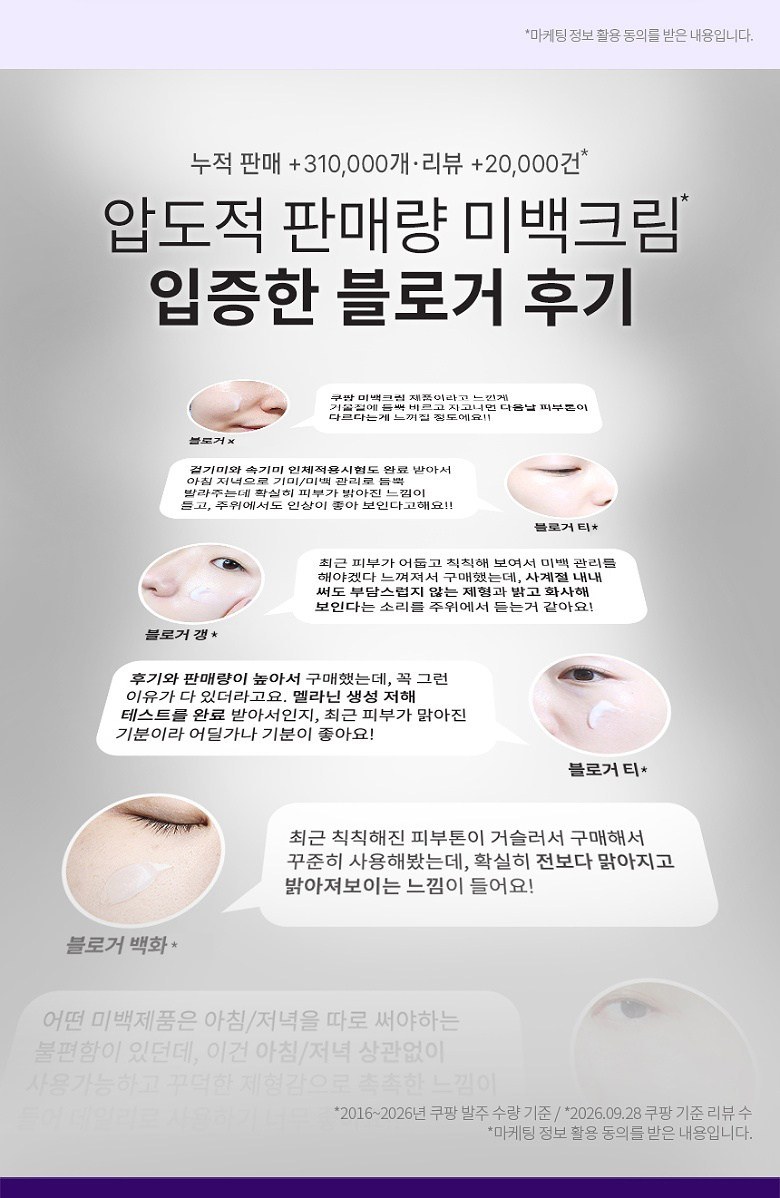 *마케팅 정보 활용 동의를 받은 내용입니다.
누적 판매 +310,000개·리뷰 +20,000건*
압도적 판매량 미백크림*
입증한 블로거 후기
쿠팡 미백크림 제품이라고 느낀게
겨울철에 듬뿍 바르고 자고나면 다음날 피부톤이
다르다는게 느껴질 정도에요!!
블로거 x
겉기미와 속기미 인체적용시험도 완료 받아서
아침 저녁으로 기미/미백 관리로 듬뿍
발라주는데 확실히 피부가 밝아진 느낌이
들고, 주위에서도 인상이 좋아 보인다고해요!!
블로거 티*
최근 피부가 어둡고 칙칙해 보여서 미백 관리를
해야겠다 느껴져서 구매했는데, 사계절 내내
써도 부담스럽지 않는 제형과 밝고 화사해
보인다는 소리를 주위에서 듣는거 같아요!
블로거 갱*
후기와 판매량이 높아서 구매했는데, 꼭 그런
이유가 다 있더라고요. 멜라닌 생성 저해
테스트를 완료 받아서인지, 최근 피부가 맑아진
기분이라 어딜가나 기분이 좋아요!
블로거 티*
최근 칙칙해진 피부톤이 거슬러서 구매해서
꾸준히 사용해봤는데, 확실히 전보다 맑아지고
밝아져보이는 느낌이 들어요!
블로거 백화*
어떤 미백제품은 아침/저녁을 따로 써야하는
불편함이 있던데, 이건 아침/저녁 상관없이
사용가능하고 꾸덕한 제형감으로 촉촉한 느낌이
*2016~2026년 쿠팡 발주 수량 기준 / *2026.09.28 쿠팡 기준 리뷰 수
*마케팅 정보 활용 동의를 받은 내용입니다.